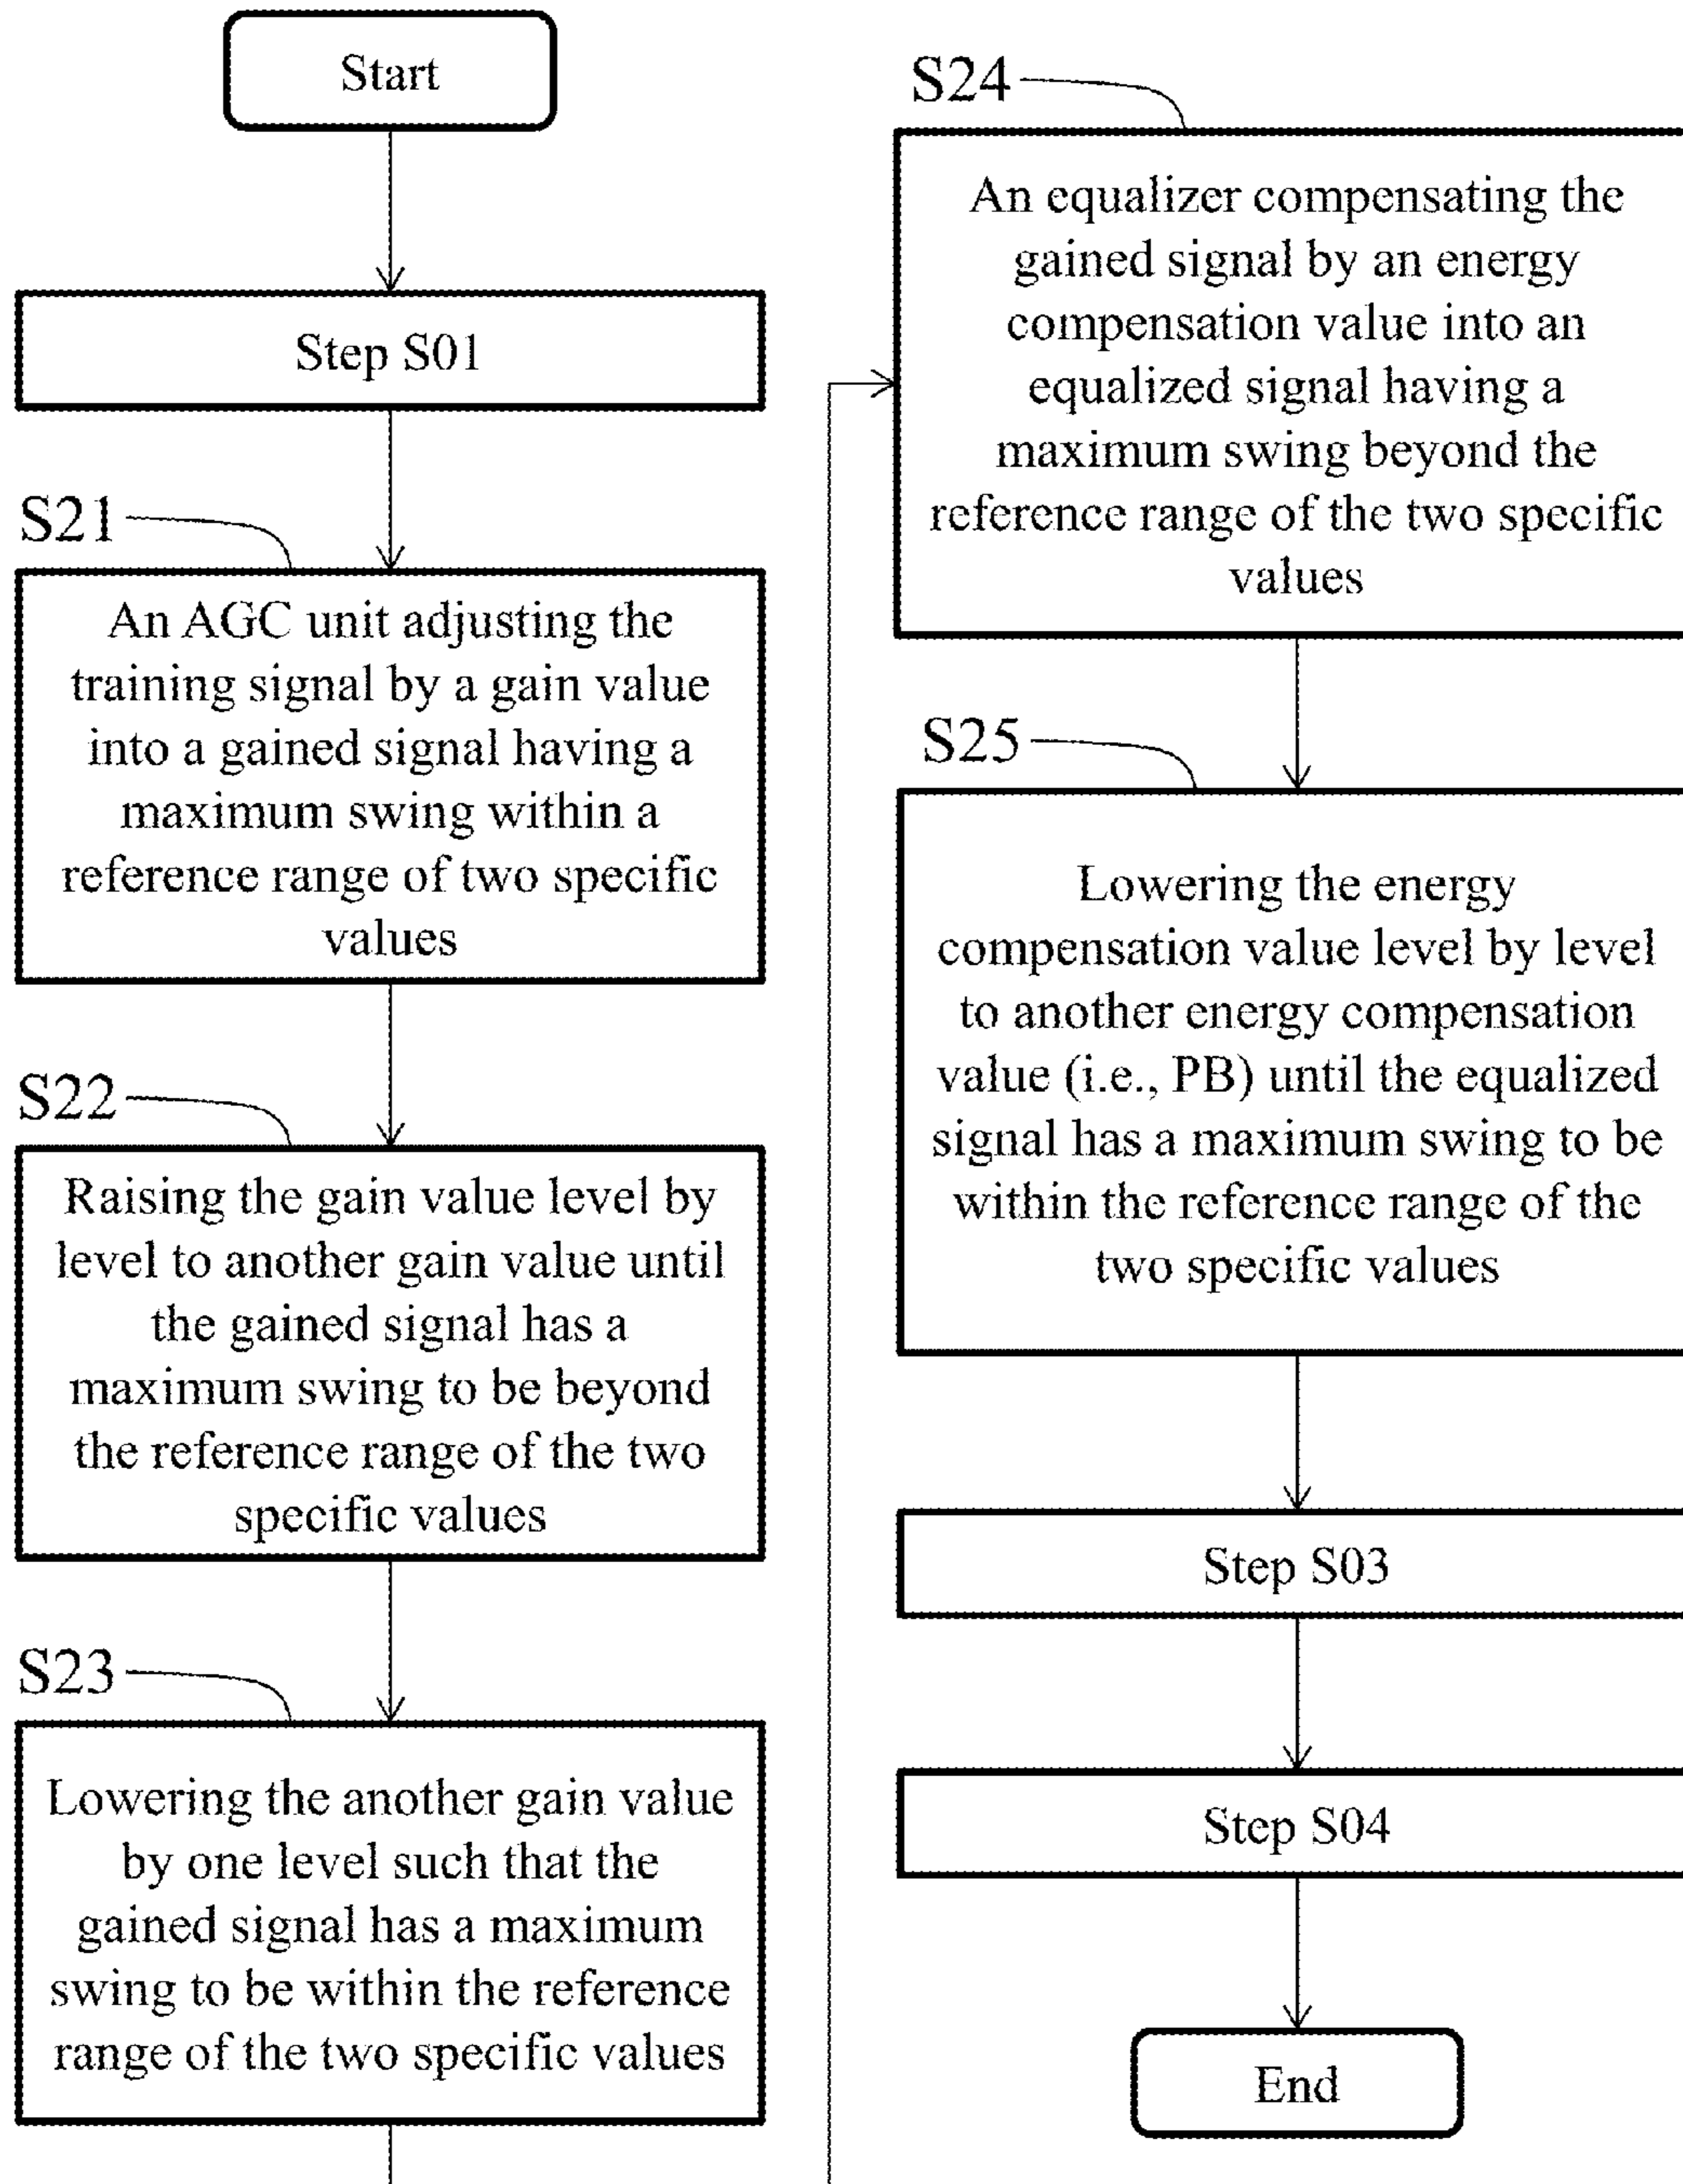 Start
Step S01
S21
An AGC unit adjusting the
training signal by a gain value
into a gained signal having a
maximum swing within a
reference range of two specific
values
S22
Raising the gain value level by
level to another gain value until
the gained signal has a
maximum swing to be beyond
the reference range of the two
specific values
S23
Lowering the another gain value
by one level such that the
gained signal has a maximum
swing to be within the reference
range of the two specific values
S24
An equalizer compensating the
gained signal by an energy
compensation value into an
equalized signal having a
maximum swing beyond the
reference range of the two specific
values
S25
Lowering the energy
compensation value level by level
to another energy compensation
value (i.e., PB) until the equalized
signal has a maximum swing to be
within the reference range of the
two specific values
Step S03
Step S04
End